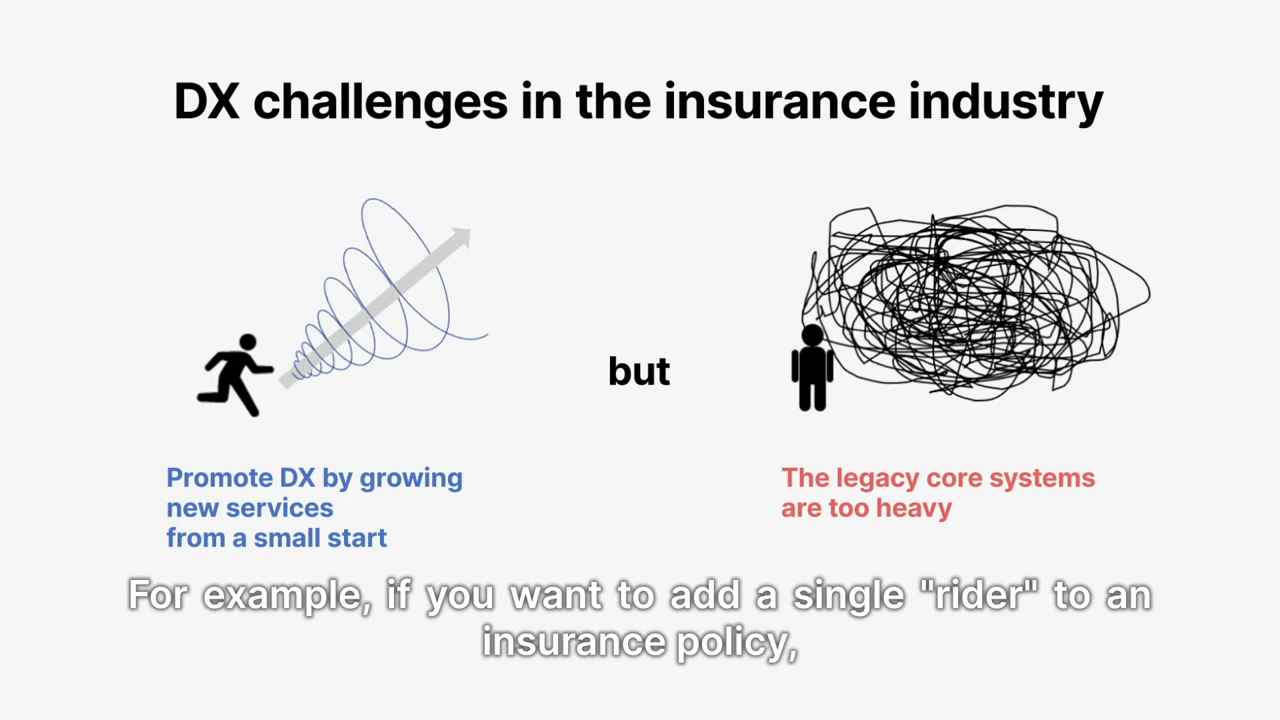 DX challenges in the insurance industry
but
Promote DX by growing
new services
from a small start
The legacy core systems
are too heavy
For example, if you want to add a single "rider" to an
insurance policy,